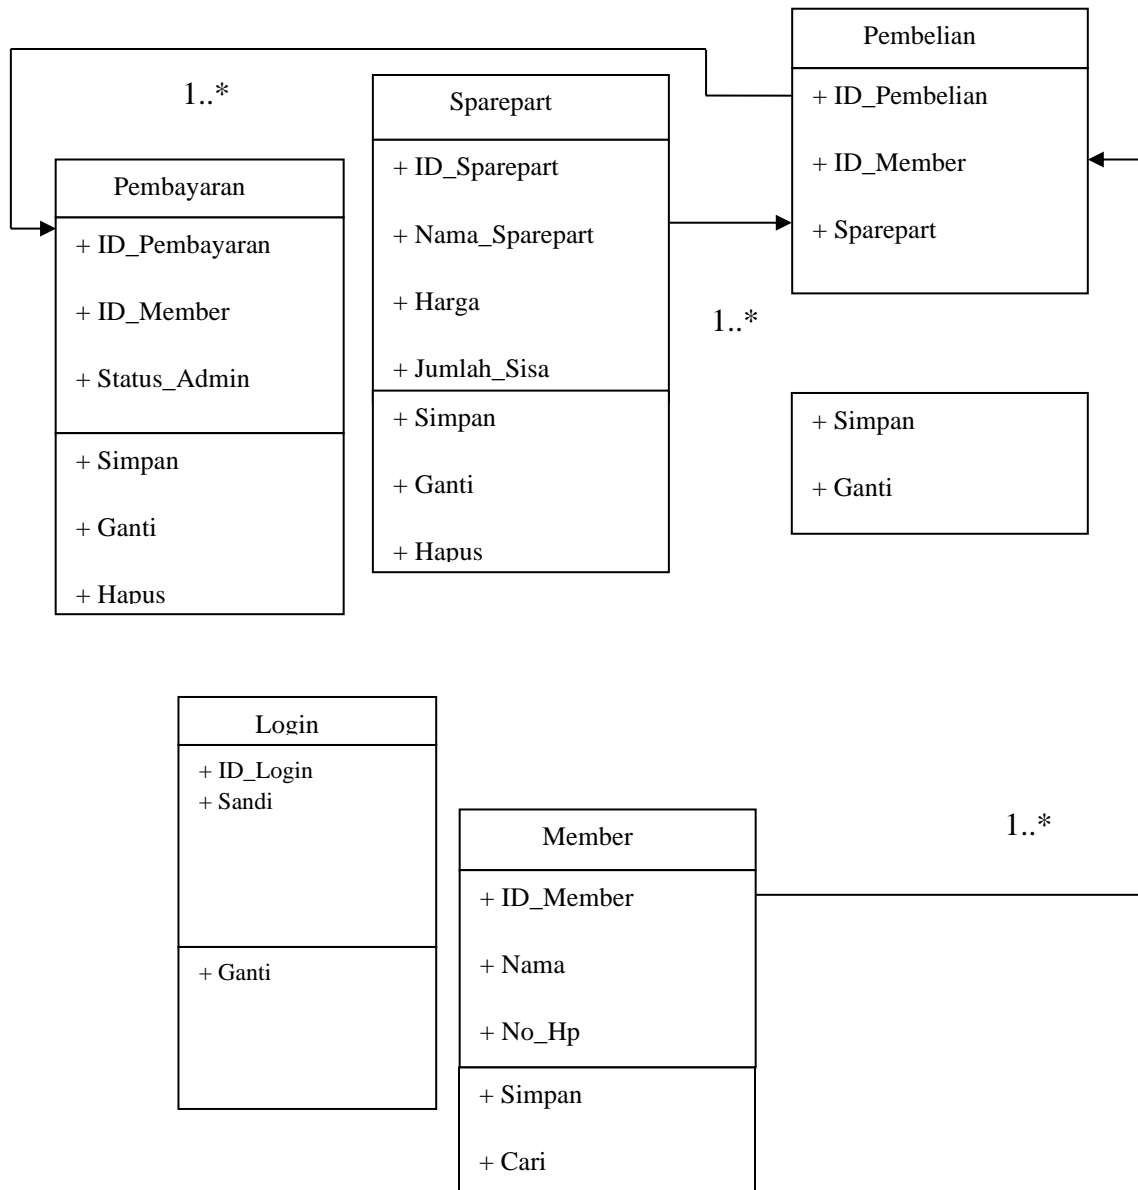 Pembelian
+ ID_Pembelian
+ ID_Member
+ Sparepart
+ Simpan
+ Ganti
1..*
Sparepart
+ ID_Sparepart
+ Nama_Sparepart
+ Harga
+ Jumlah_Sisa
+ Simpan
+ Ganti
+ Hapus
1..*
Pembayaran
+ ID_Pembayaran
+ ID_Member
+ Status_Admin
+ Simpan
+ Ganti
+ Hapus
Login
+ ID_Login
+ Sandi
+ Ganti
Member
+ ID_Member
+ Nama
+ No_Hp
+ Simpan
+ Cari
1..*